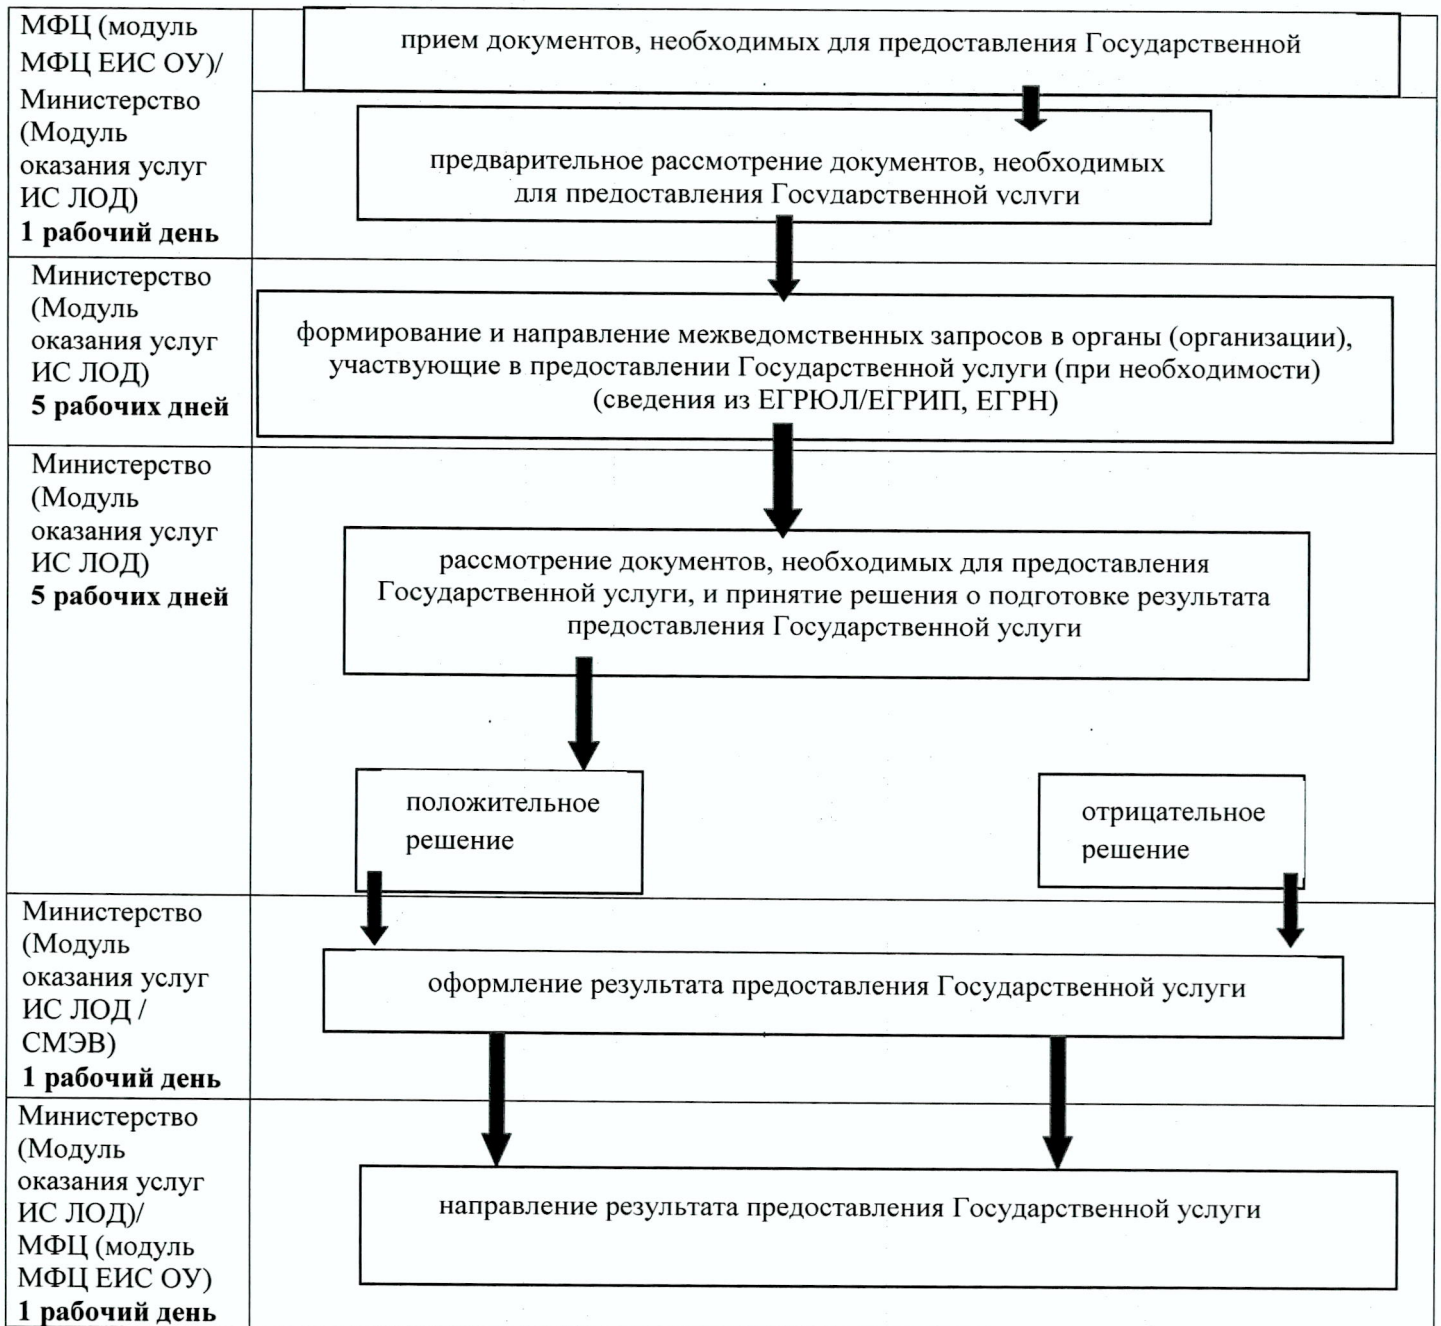 МФЦ (модуль
МФЦ ЕИС ОУ)/
Министерство
(Модуль
оказания услуг
ИС ЛОД)
1 рабочий день
прием документов, необходимых для предоставления Государственной
предварительное рассмотрение документов, необходимых
для предоставления Государственной услуги
Министерство
(Модуль
оказания услуг
ИС ЛОД)
5 рабочих дней
формирование и направление межведомственных запросов в органы (организации),
участвующие в предоставлении Государственной услуги (при необходимости)
(сведения из ЕГРЮЛ/ЕГРИП, ЕГРН)
Министерство
(Модуль
оказания услуг
ИС ЛОД)
5 рабочих дней
рассмотрение документов, необходимых для предоставления
Государственной услуги, и принятие решения о подготовке результата
предоставления Государственной услуги
положительное
решение
отрицательное
решение
Министерство
(Модуль
оказания услуг
ИС ЛОД /
СМЭВ)
1 рабочий день
оформление результата предоставления Государственной услуги
Министерство
(Модуль
оказания услуг
ИС ЛОД)/
МФЦ (модуль
МФЦ ЕИС ОУ)
1 рабочий день
направление результата предоставления Государственной услуги